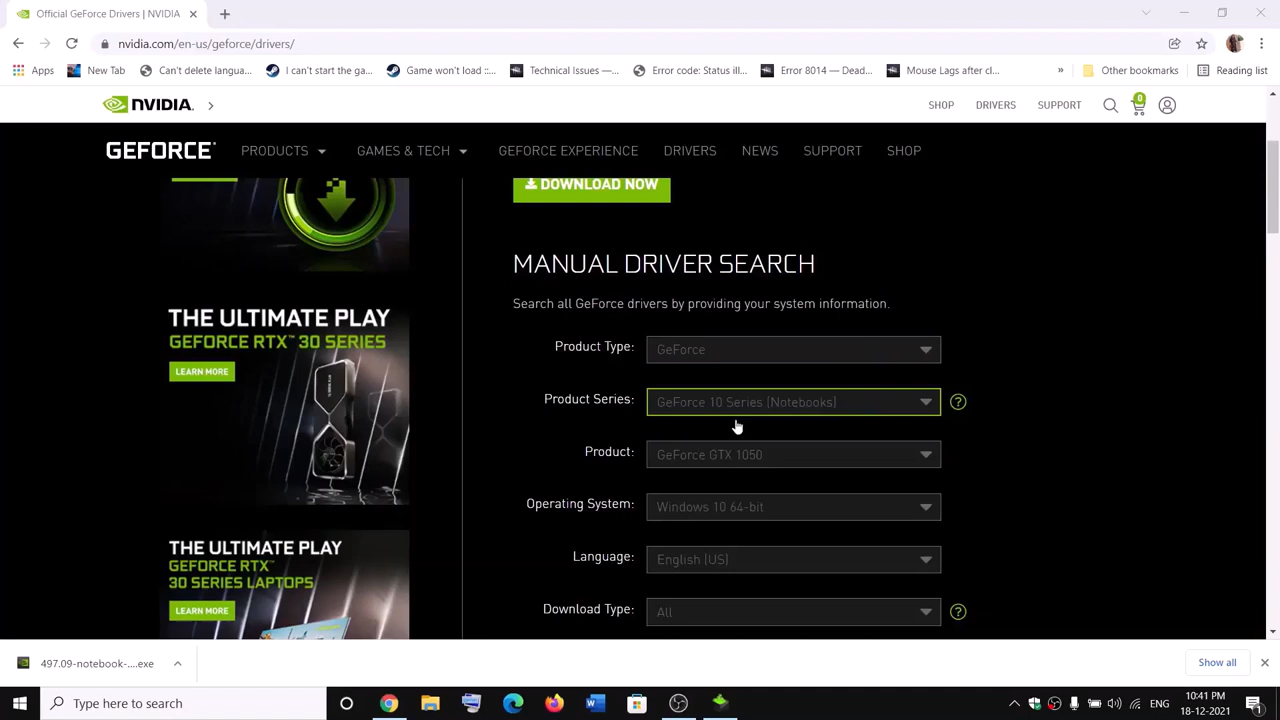 Official GeForce Drivers | NVIDIA
nvidia.com/en-us/geforce/drivers/
Apps
New Tab
Can't delete langua...
I can't start the ga...
Game won't load ::...
Technical Issues —...
Error code: Status ill...
Error 8014 — Dead...
Mouse Lags after cl...
»
Other bookmarks
Reading list
NVIDIA.
SHOP
DRIVERS
SUPPORT
0
GEFORCE
PRODUCTS
GAMES & TECH
GEFORCE EXPERIENCE
DRIVERS
NEWS
SUPPORT
SHOP
DOWNLOAD NOW
MANUAL DRIVER SEARCH
Search all GeForce drivers by providing your system information.
Product Type: GeForce
Product Series: GeForce 10 Series (Notebooks) ?
Product: GeForce GTX 1050
Operating System: Windows 10 64-bit
Language: English (US)
Download Type: All ?
THE ULTIMATE PLAY
GEFORCE RTX™ 30 SERIES
LEARN MORE
THE ULTIMATE PLAY
GEFORCE RTX™
30 SERIES LAPTOPS
LEARN MORE
497.09-notebook-....exe
Show all
Type here to search
ENG
10:41 PM
18-12-2021
1